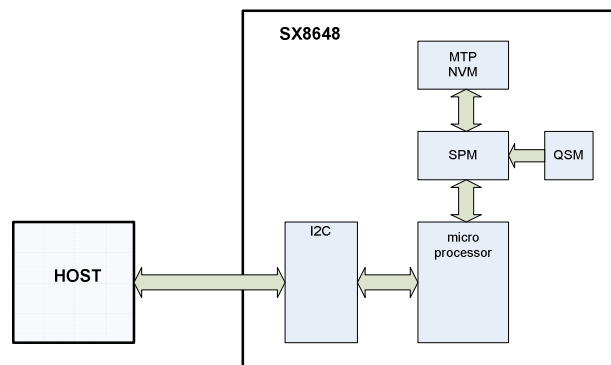 SX8648
MTP
NVM
SPM
QSM
I2C
micro
processor
HOST